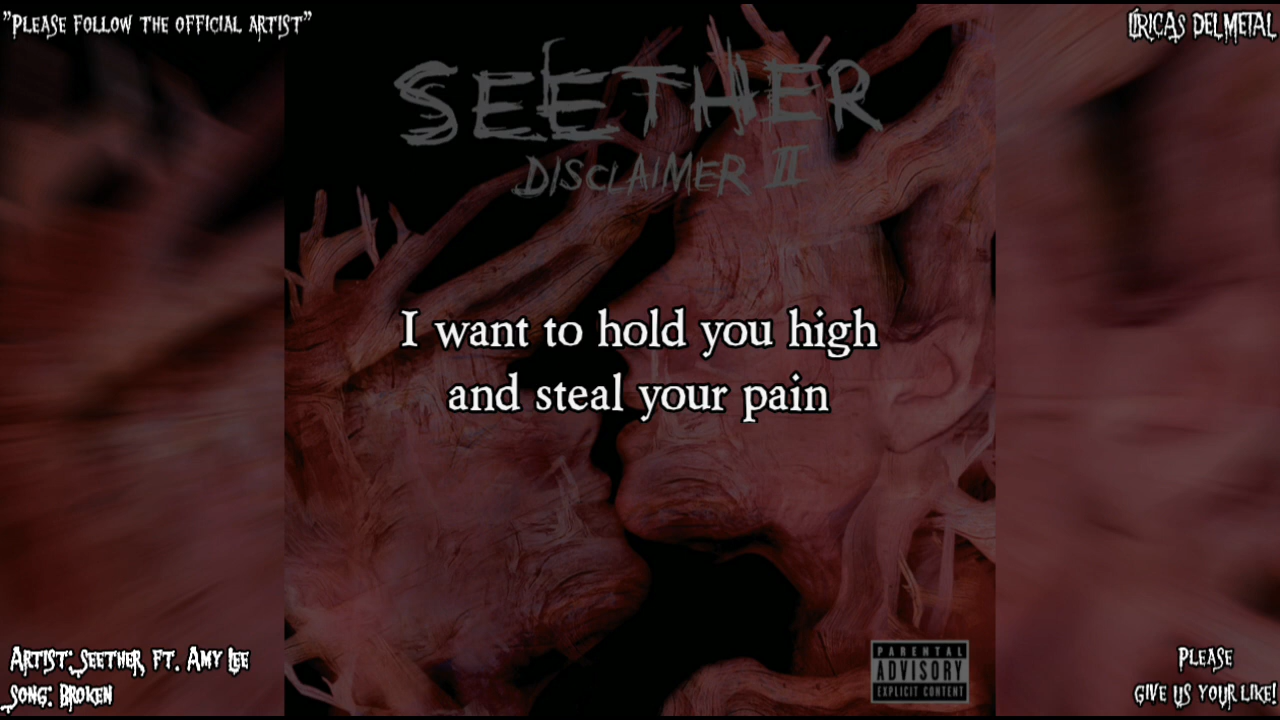 "PLEASE FOLLOW THE OFFICIAL ARTIST"
LÍRICAS DEL METAL
SEETHER
DISCLAIMER II
I want to hold you high
and steal your pain
ARTIST: SEETHER FT. AMY LEE
SONG: BROKEN
PARENTAL
ADVISORY
EXPLICIT CONTENT
PLEASE
GIVE US YOUR LIKE!